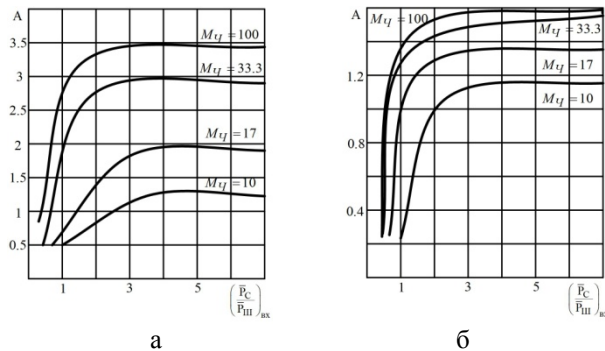 A
3.5
3
2.5
2
1.5
1
0.5
Mч = 100
Mч = 33.3
Mч = 17
Mч = 10
1 3 5
(P̅С / P̅Ш)вх
а
A
1.2
0.8
0.4
Mч = 100
Mч = 33.3
Mч = 17
Mч = 10
1 3 5
(P̅С / P̅Ш)вх
б